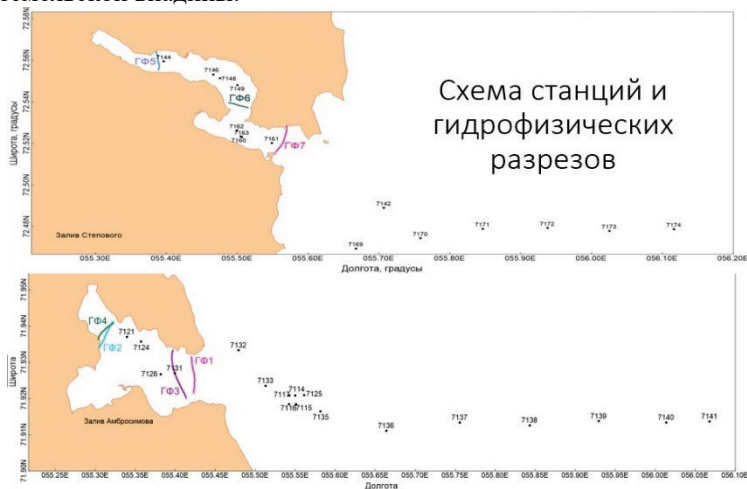 72.58N
72.56N
72.54N
72.52N
72.50N
72.48N
Широта, градусы
ГФ5
7144
7146
7148
7149
ГФ6
7162
7163
7160
7161
ГФ7
Схема станций и
гидрофизических
разрезов
7142
7170
7171
7172
7173
7174
7169
Залив Степового
055.30E 055.40E 055.50E 055.60E 055.70E 055.80E 055.90E 056.00E 056.10E 056.20E
Долгота, градусы
71.95N
71.94N
71.93N
71.92N
71.91N
71.90N
Широта
ГФ4
ГФ2
7121
7124
7126
7131
ГФ3
ГФ1
7132
7133
7114
7125
7115
7135
7136
7137
7138
7139
7140
7141
Залив Амбросимова
055.25E 055.30E 055.35E 055.40E 055.45E 055.50E 055.55E 055.60E 055.65E 055.70E 055.75E 055.80E 055.85E 055.90E 055.95E 056.00E 056.05E 056.10E
Долгота